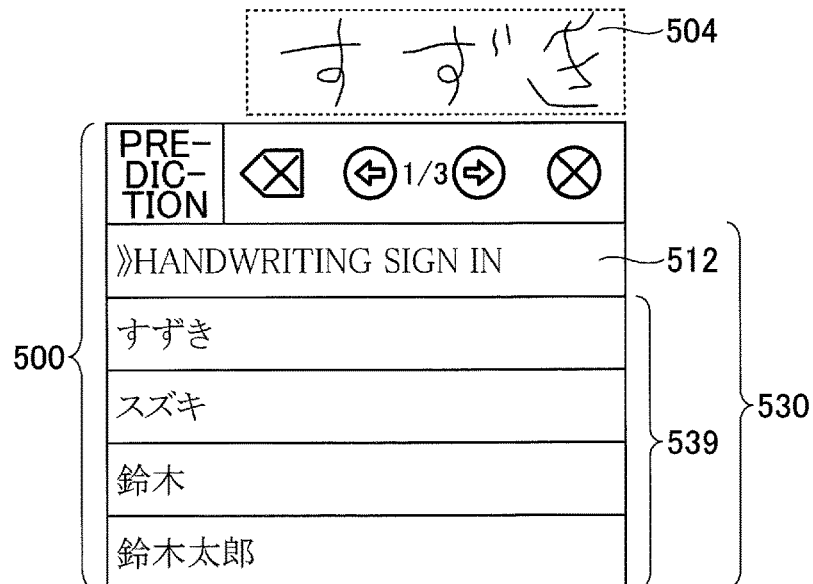 すずき 504
PRE-
DIC-
TION
1/3
》HANDWRITING SIGN IN 512
すずき
500
スズキ 530
539
鈴木
鈴木太郎